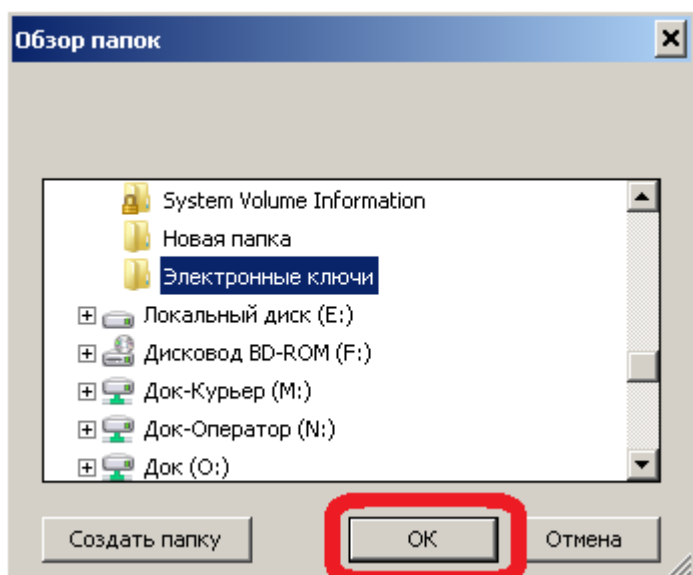 Обзор папок
System Volume Information
Новая папка
Электронные ключи
Локальный диск (E:)
Дисковод BD-ROM (F:)
Док-Курьер (M:)
Док-Оператор (N:)
Док (O:)
Создать папку ОК Отмена